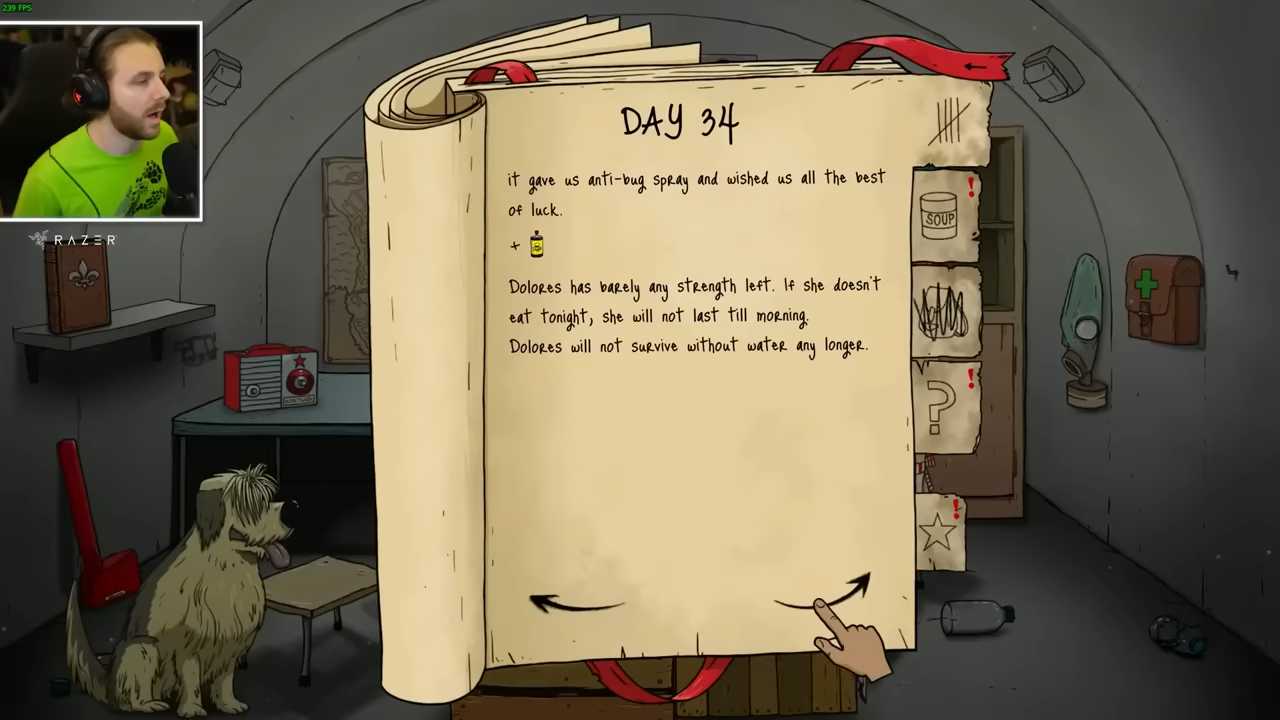 239 FPS
RAZER
DAY 34
it gave us anti-bug spray and wished us all the best
of luck.
+
Dolores has barely any strength left. If she doesn't
eat tonight, she will not last till morning.
Dolores will not survive without water any longer.
SOUP
!
?
!
!